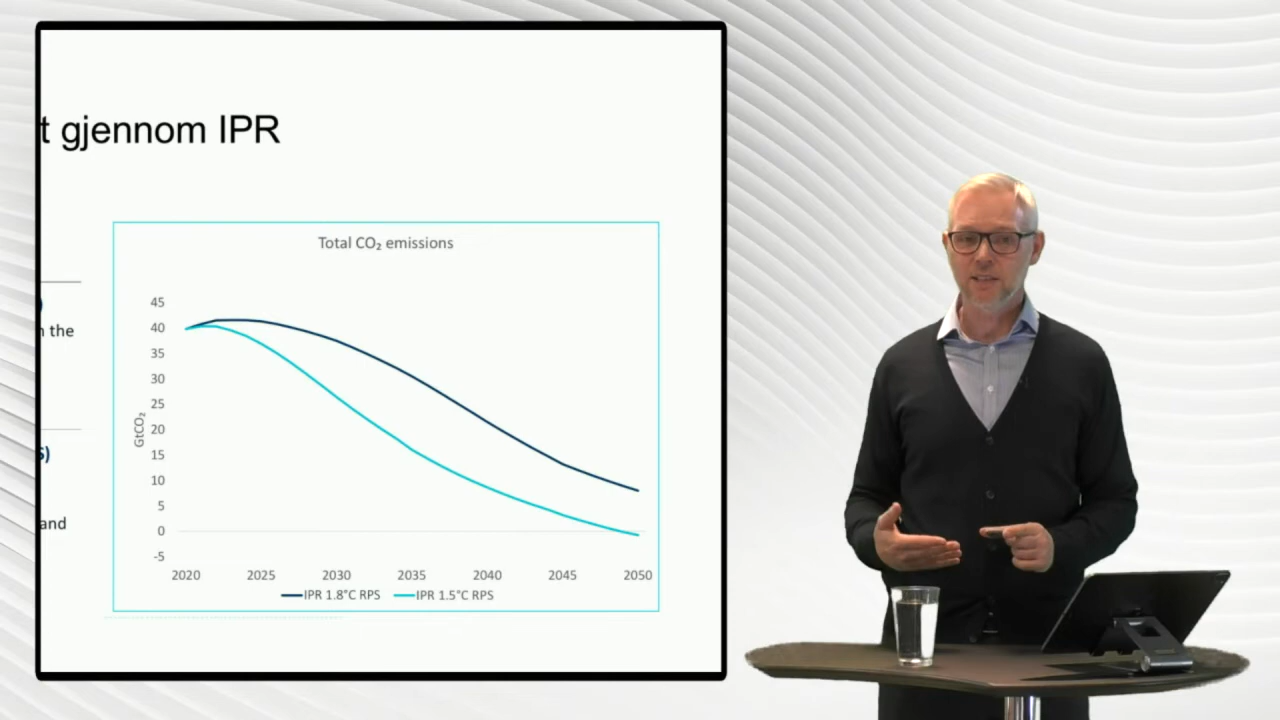 t gjennom IPR
)
n the
S)
and
Total CO₂ emissions
45
40
35
30
25
20
15
10
5
0
-5
GtCO₂
2020 2025 2030 2035 2040 2045 2050
IPR 1.8°C RPS IPR 1.5°C RPS